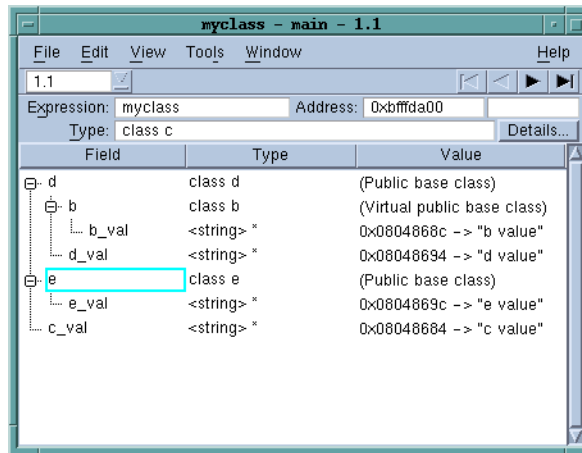 myclass - main - 1.1
File Edit View Tools Window Help
1.1
Expression: myclass Address: 0xbfffda00
Type: class c Details...
Field Type Value
d class d (Public base class)
b class b (Virtual public base class)
b_val <string> * 0x0804868c -> "b value"
d_val <string> * 0x08048694 -> "d value"
e class e (Public base class)
e_val <string> * 0x0804869c -> "e value"
c_val <string> * 0x08048684 -> "c value"